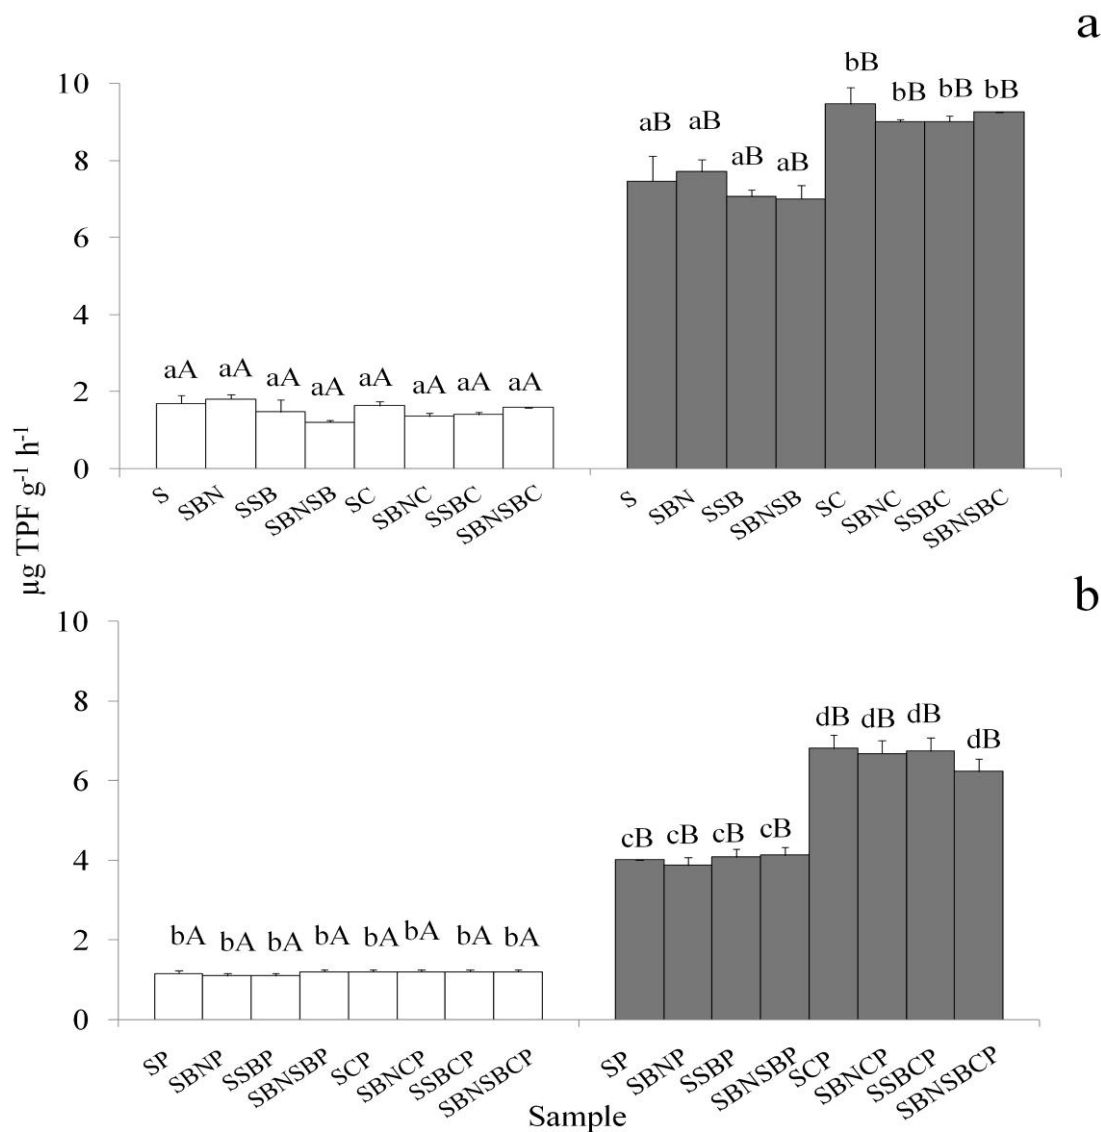 a
10
8
6
4
2
0
aA aA aA aA aA aA aA aA
aB aB aB aB bB bB bB bB
S SBN SSB SBNSB SC SBNC SSBC SBNSBC
S SBN SSB SBNSB SC SBNC SSBC SBNSBC
µg TPF g⁻¹ h⁻¹
b
10
8
6
4
2
0
bA bA bA bA bA bA bA bA
cB cB cB cB dB dB dB dB
SP SBNP SSBP SBNSBP SCP SBNCP SSBCP SBNSBCP
SP SBNP SSBP SBNSBP SCP SBNCP SSBCP SBNSBCP
Sample